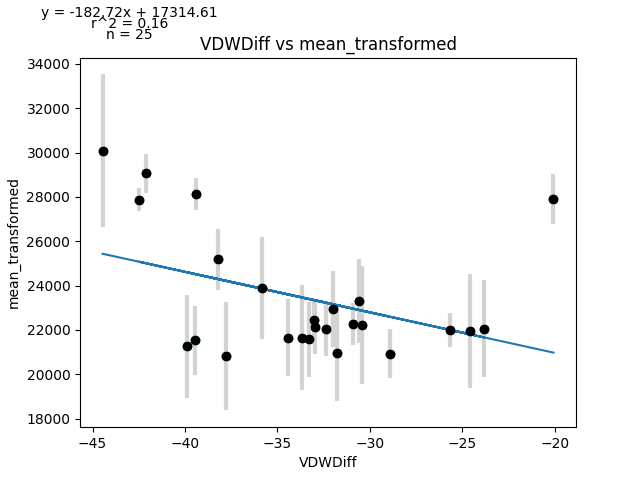 y = -182.72x + 17314.61
r^2 = 0.16
n = 25
VDWDiff vs mean_transformed
34000
32000
30000
28000
26000
24000
22000
20000
18000
mean_transformed
−45
−40
−35
−30
−25
−20
VDWDiff